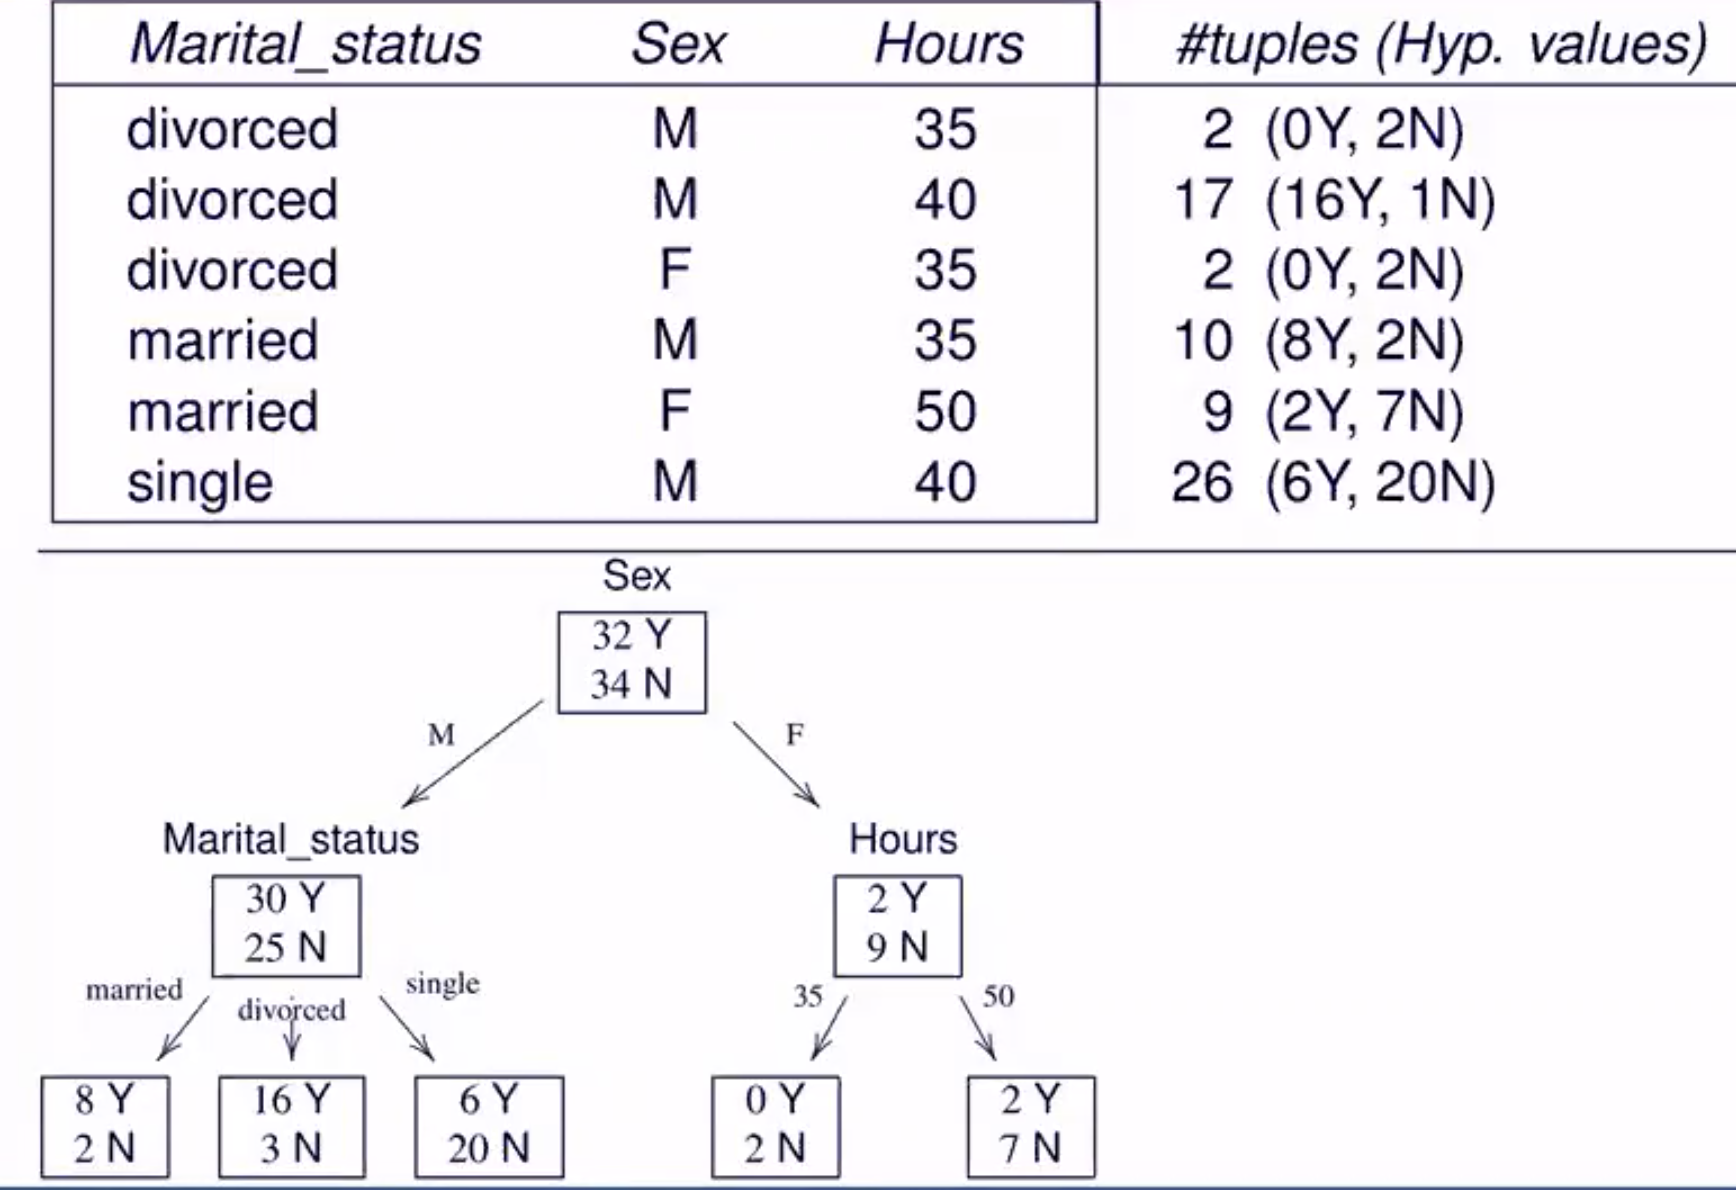 Marital_status Sex Hours #tuples (Hyp. values)
divorced M 35 2 (0Y, 2N)
divorced M 40 17 (16Y, 1N)
divorced F 35 2 (0Y, 2N)
married M 35 10 (8Y, 2N)
married F 50 9 (2Y, 7N)
single M 40 26 (6Y, 20N)
Sex
32 Y
34 N
M F
Marital_status Hours
30 Y 2 Y
25 N 9 N
married divorced single 35 50
8 Y 16 Y 6 Y 0 Y 2 Y
2 N 3 N 20 N 2 N 7 N